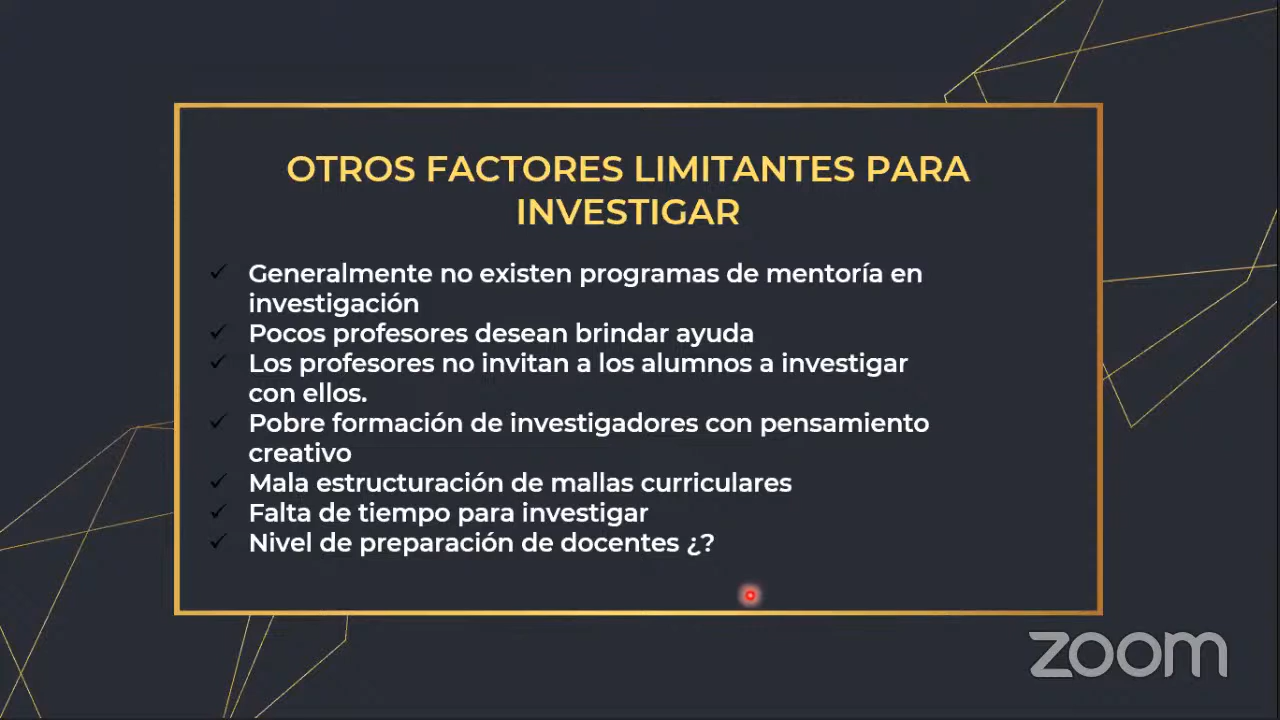 OTROS FACTORES LIMITANTES PARA
INVESTIGAR
Generalmente no existen programas de mentoría en
investigación
Pocos profesores desean brindar ayuda
Los profesores no invitan a los alumnos a investigar
con ellos.
Pobre formación de investigadores con pensamiento
creativo
Mala estructuración de mallas curriculares
Falta de tiempo para investigar
Nivel de preparación de docentes ¿?
zoom